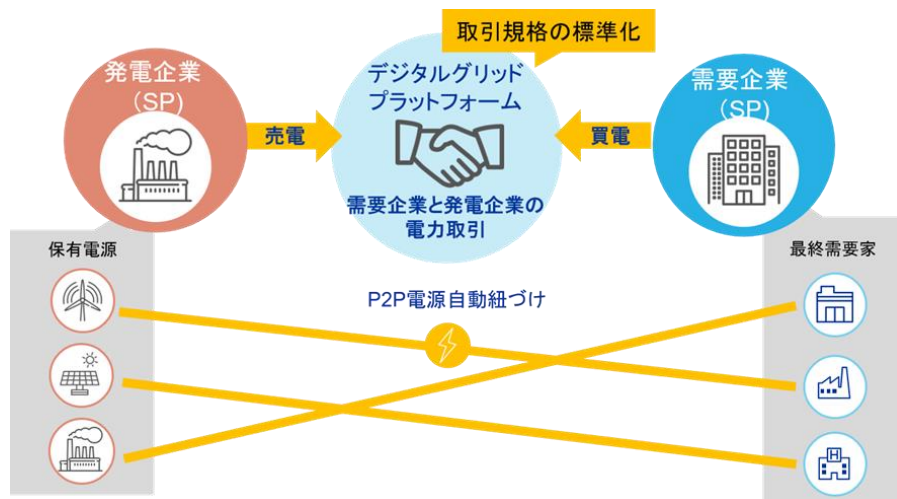 取引規格の標準化
発電企業
(SP)
デジタルグリッド
プラットフォーム
需要企業
(SP)
売電
買電
需要企業と発電企業の
電力取引
保有電源
最終需要家
P2P電源自動紐づけ
H